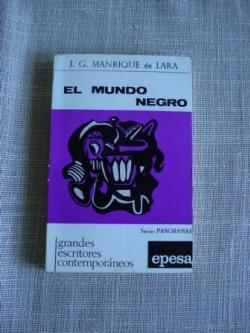 J. G. MANRIQUE de LARA
EL MUNDO
NEGRO
Series PANORAMAS
grandes
escritores
contemporáneos
epesa